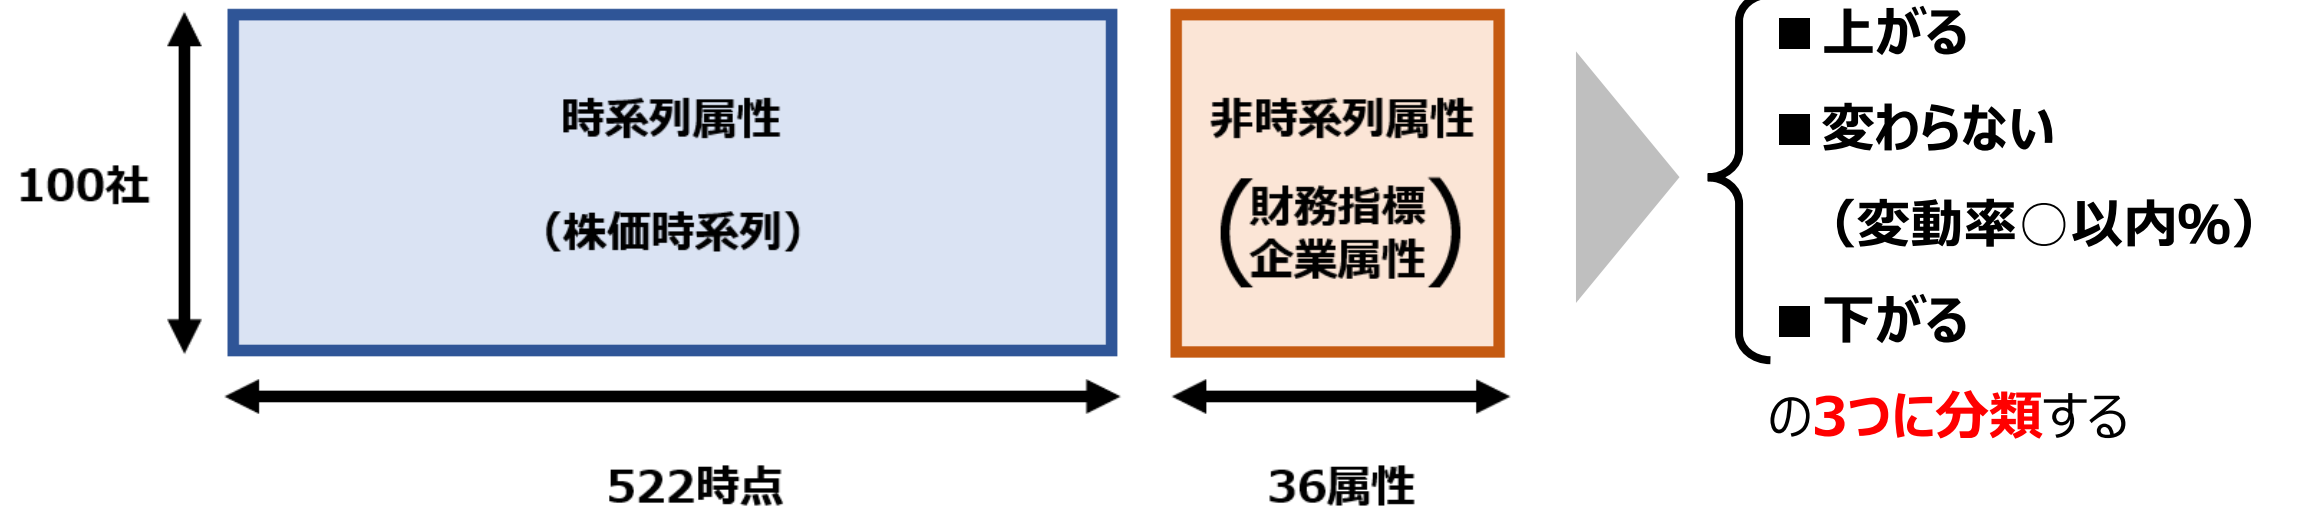 100社
時系列属性
（株価時系列）
522時点
非時系列属性
(財務指標
企業属性)
36属性
■ 上がる
■ 変わらない
（変動率○以内%）
■ 下がる
の3つに分類する